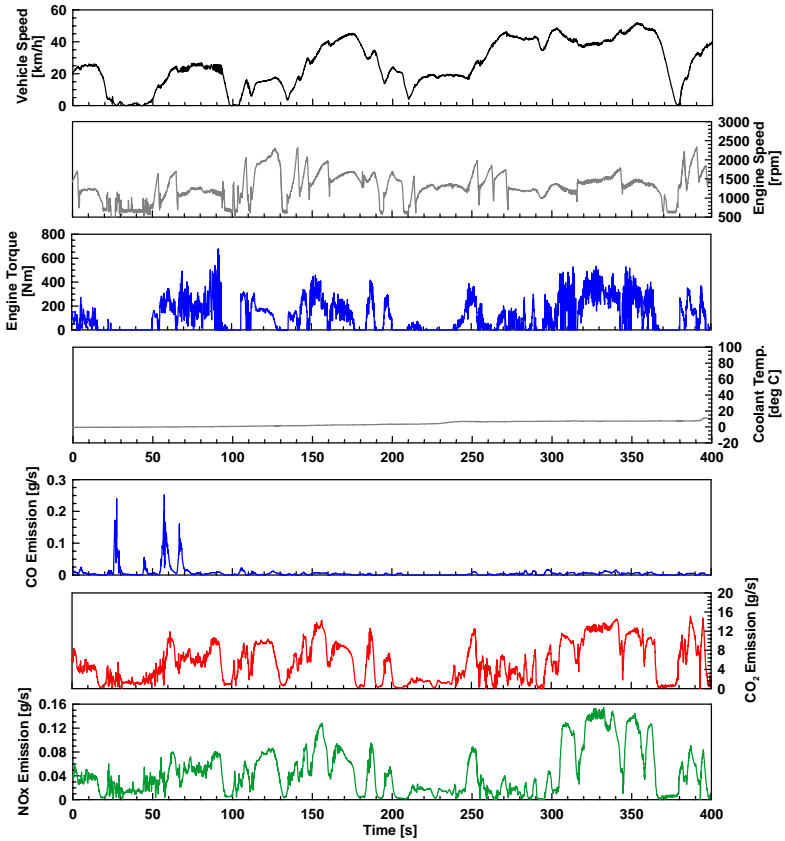 Vehicle Speed
[km/h]
60
40
20
0
Engine Speed
[rpm]
3000
2500
2000
1500
1000
500
Engine Torque
[Nm]
800
600
400
200
0
Coolant Temp.
[deg C]
100
80
60
40
20
0
-20
0 50 100 150 200 250 300 350 400
CO Emission [g/s]
0.3
0.2
0.1
0
CO2 Emission [g/s]
20
16
12
8
4
0
NOx Emission [g/s]
0.16
0.12
0.08
0.04
0
0 50 100 150 200 250 300 350 400
Time [s]